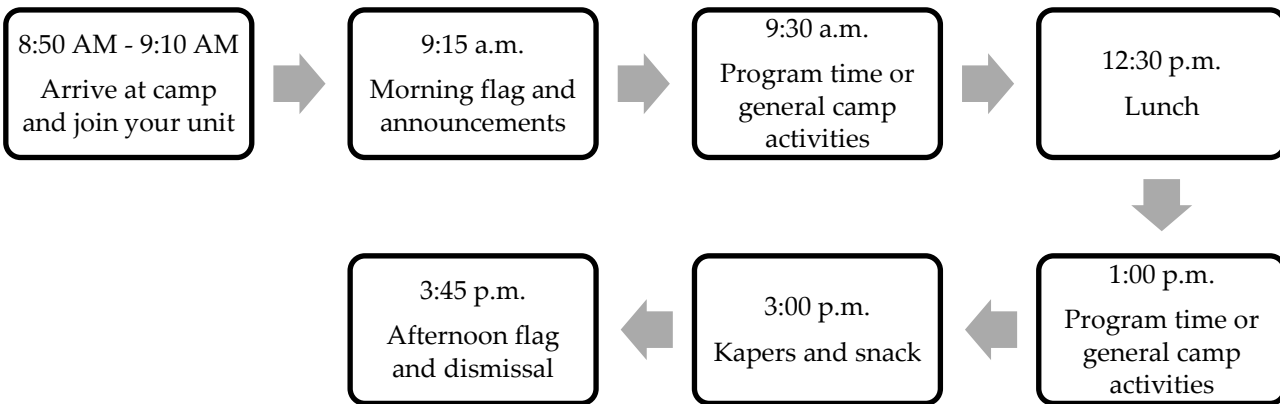 8:50 AM - 9:10 AM
Arrive at camp
and join your unit
9:15 a.m.
Morning flag and
announcements
9:30 a.m.
Program time or
general camp
activities
12:30 p.m.
Lunch
1:00 p.m.
Program time or
general camp
activities
3:00 p.m.
Kapers and snack
3:45 p.m.
Afternoon flag
and dismissal